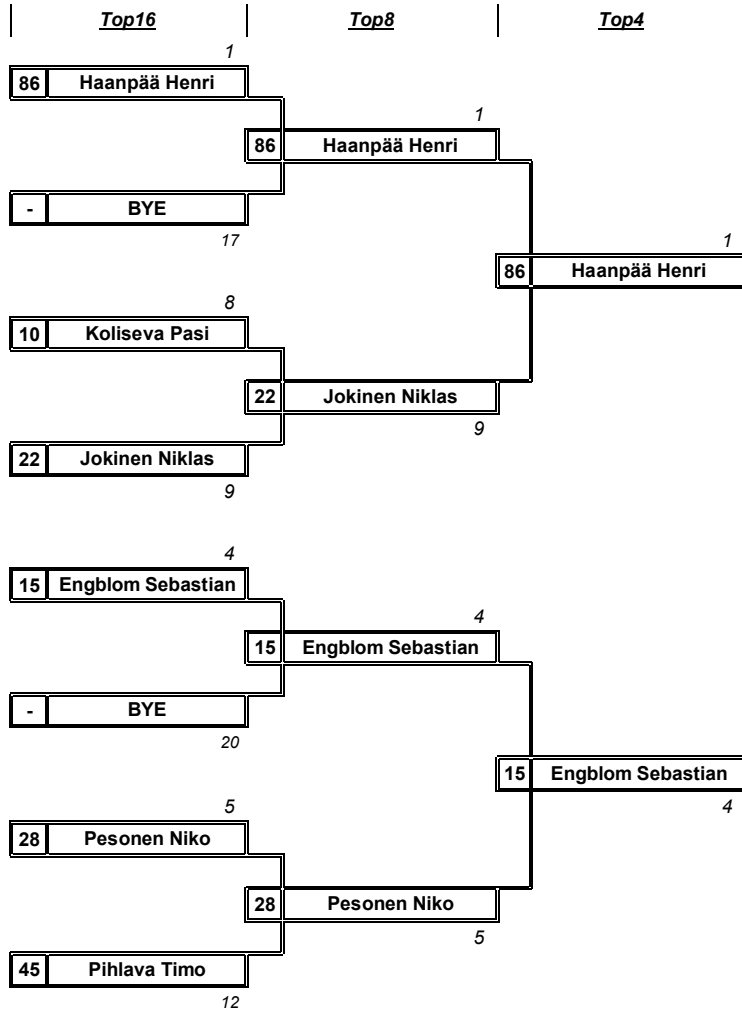 Top16 Top8 Top4
1
86 Haanpää Henri
1
86 Haanpää Henri
- BYE
17
1
86 Haanpää Henri
8
10 Koliseva Pasi
22 Jokinen Niklas
9
22 Jokinen Niklas
9
4
15 Engblom Sebastian
4
15 Engblom Sebastian
- BYE
20
15 Engblom Sebastian
4
5
28 Pesonen Niko
28 Pesonen Niko
5
45 Pihlava Timo
12